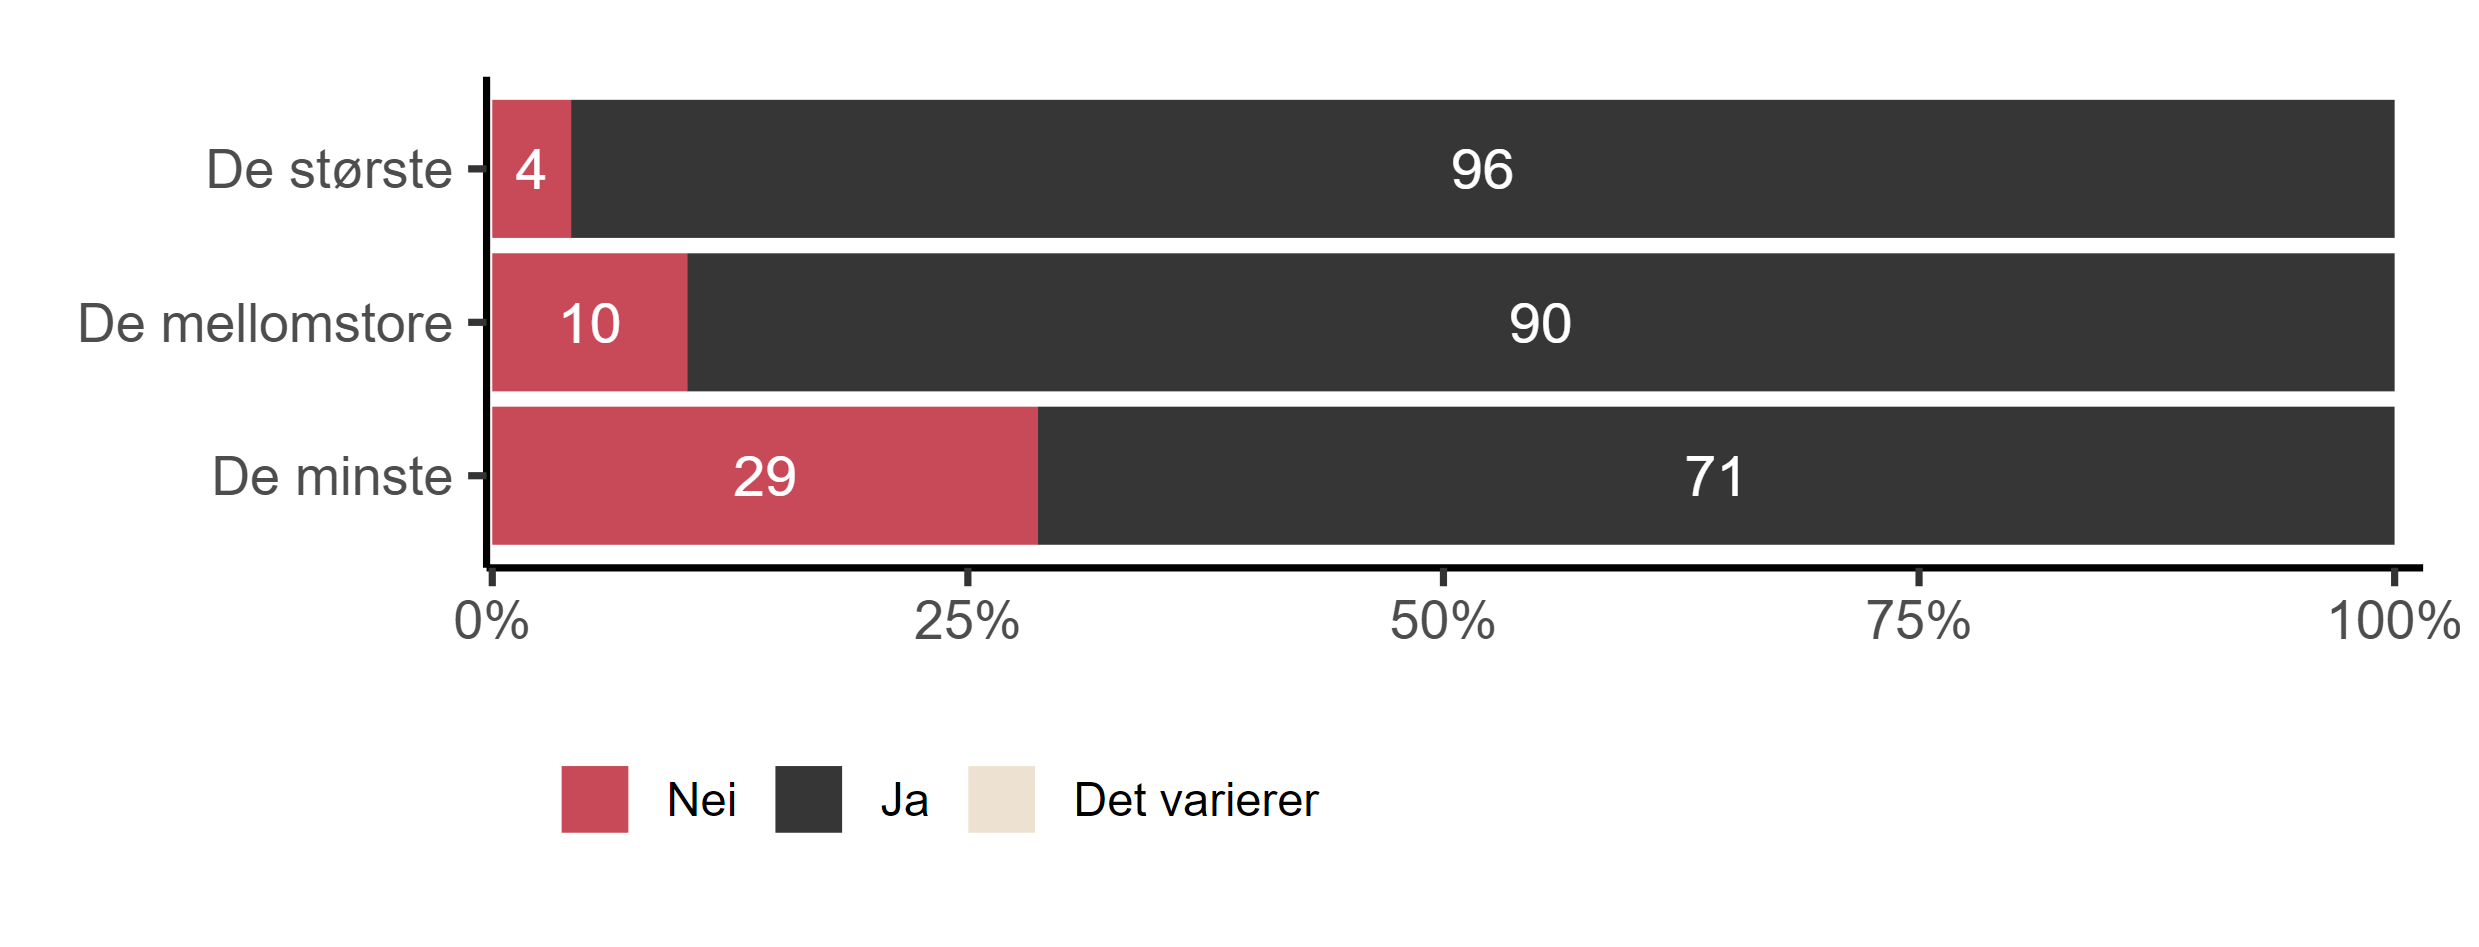 De største 4 96
De mellomstore 10 90
De minste 29 71
0% 25% 50% 75% 100%
Nei Ja Det varierer